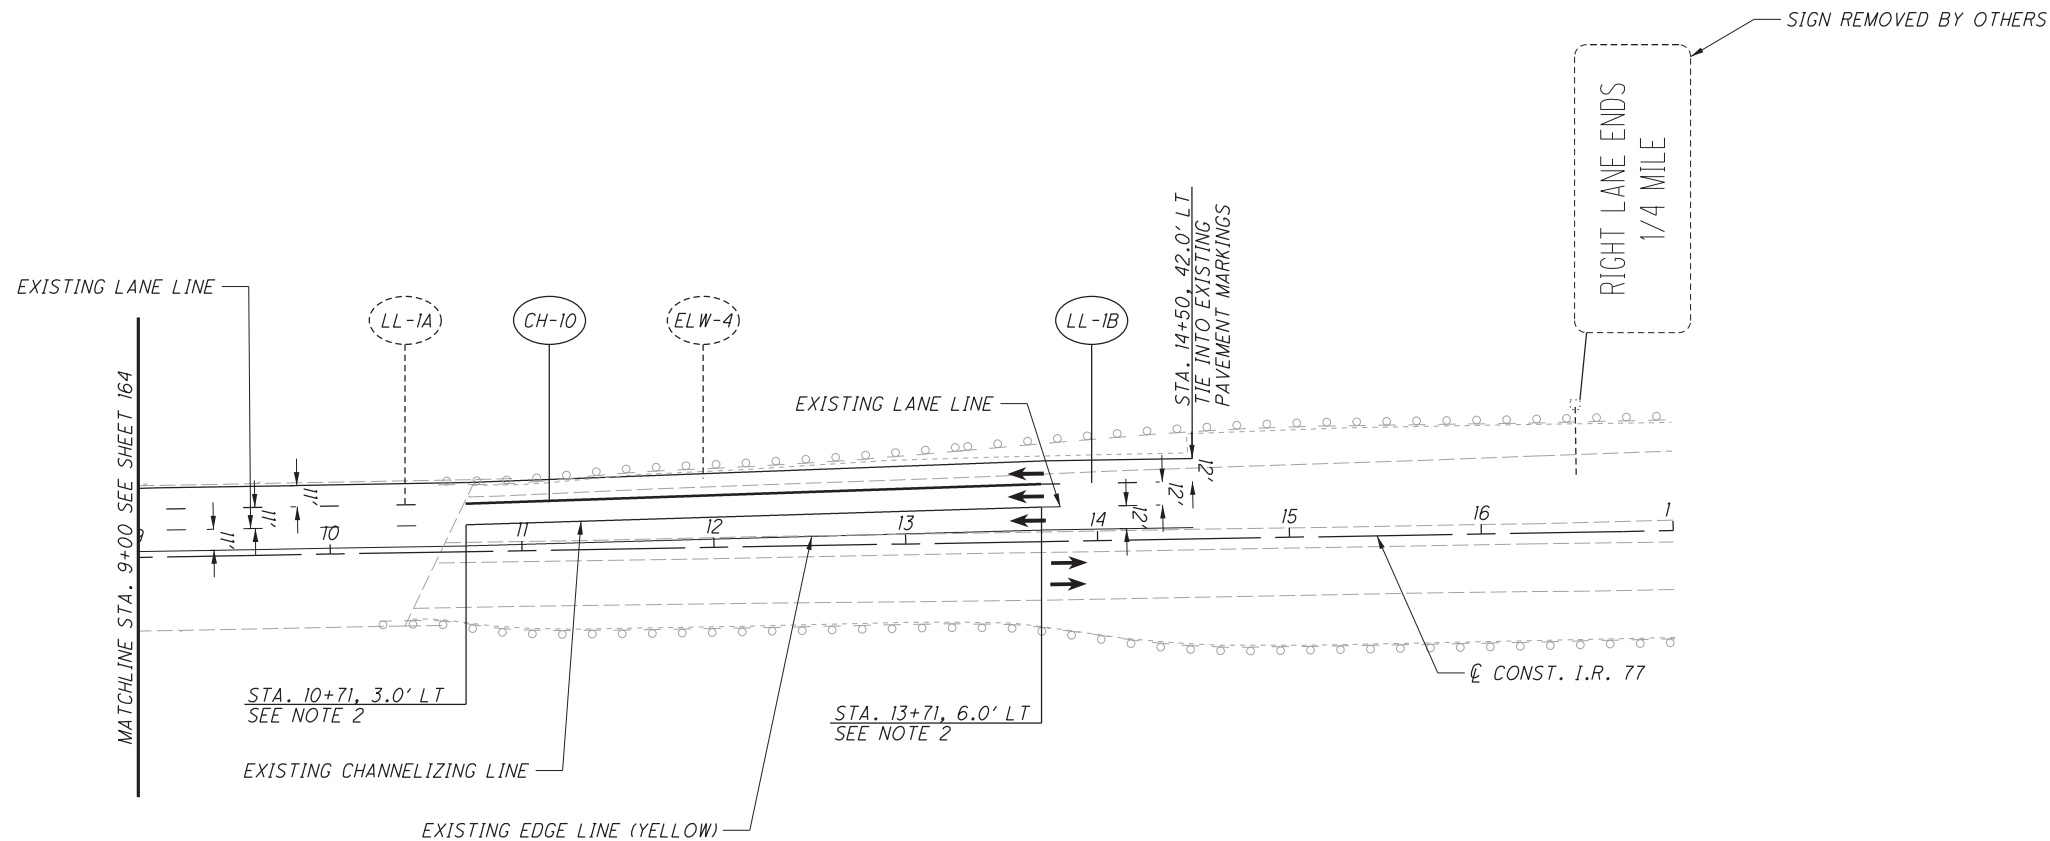 SIGN REMOVED BY OTHERS
RIGHT LANE ENDS
1/4 MILE
STA. 14+50, 42.0' LT
TIE INTO EXISTING
PAVEMENT MARKINGS
EXISTING LANE LINE
LL-1A
CH-10
ELW-4
LL-1B
EXISTING LANE LINE
MATCHLINE STA. 9+00 SEE SHEET 164
11'
11'
11'
12'
12'
12'
9
10
11
12
13
14
15
16
1
STA. 10+71, 3.0' LT
SEE NOTE 2
STA. 13+71, 6.0' LT
SEE NOTE 2
℄ CONST. I.R. 77
EXISTING CHANNELIZING LINE
EXISTING EDGE LINE (YELLOW)